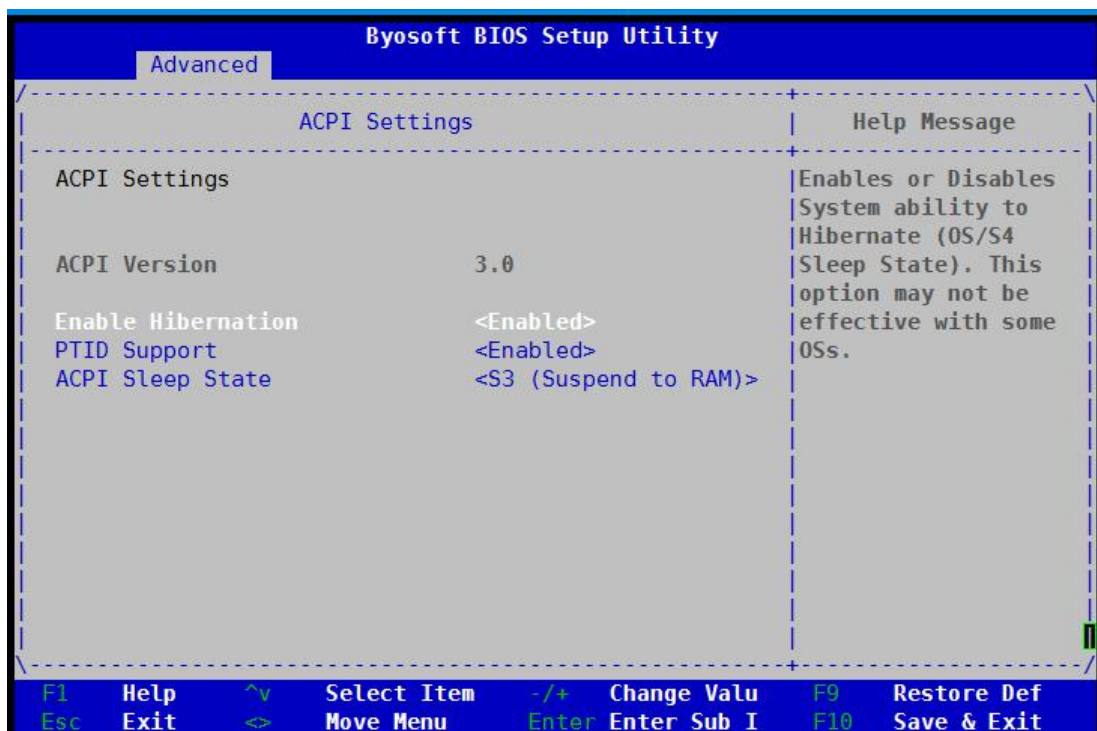 Byosoft BIOS Setup Utility
Advanced
ACPI Settings
Help Message
ACPI Settings
ACPI Version 3.0
Enable Hibernation <Enabled>
PTID Support <Enabled>
ACPI Sleep State <S3 (Suspend to RAM)>
Enables or Disables
System ability to
Hibernate (OS/S4
Sleep State). This
option may not be
effective with some
OSs.
F1 Help ^v Select Item -/+ Change Valu F9 Restore Def
Esc Exit <> Move Menu Enter Enter Sub I F10 Save & Exit